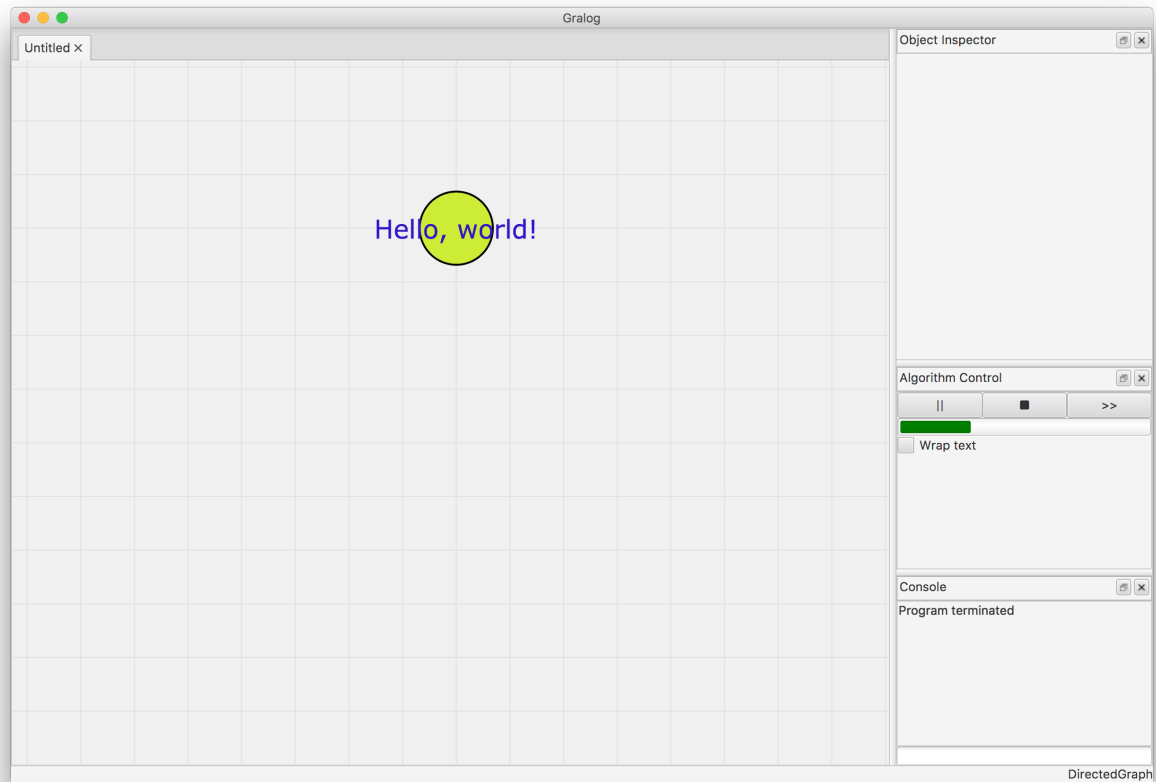 Gralog
Untitled
Hello, world!
Object Inspector
Algorithm Control
||
>>
Wrap text
Console
Program terminated
DirectedGraph